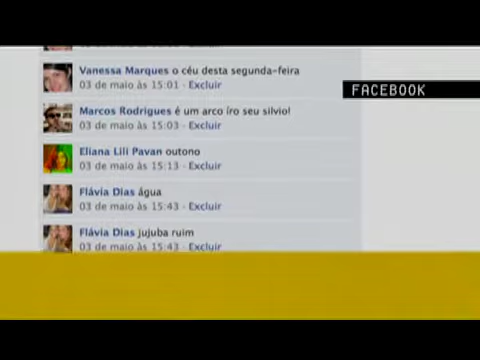 Vanessa Marques o céu desta segunda-feira
03 de maio às 15:01 · Excluir
FACEBOOK
Marcos Rodrigues é um arco íro seu silvio!
03 de maio às 15:03 · Excluir
Eliana Lili Pavan outono
03 de maio às 15:13 · Excluir
Flávia Dias água
03 de maio às 15:43 · Excluir
Flávia Dias jujuba ruim
03 de maio às 15:43 · Excluir